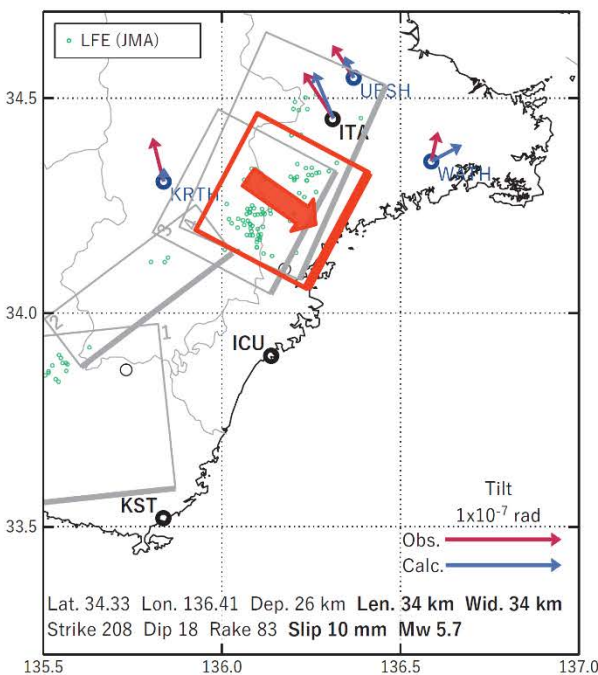 LFE (JMA)
34.5
34.0
33.5
UPSH
ITA
WATH
KRTH
3
2
1
ICU
KST
Tilt
1x10⁻⁷ rad
Obs.
Calc.
Lat. 34.33 Lon. 136.41 Dep. 26 km Len. 34 km Wid. 34 km
Strike 208 Dip 18 Rake 83 Slip 10 mm Mw 5.7
135.5 136.0 136.5 137.0